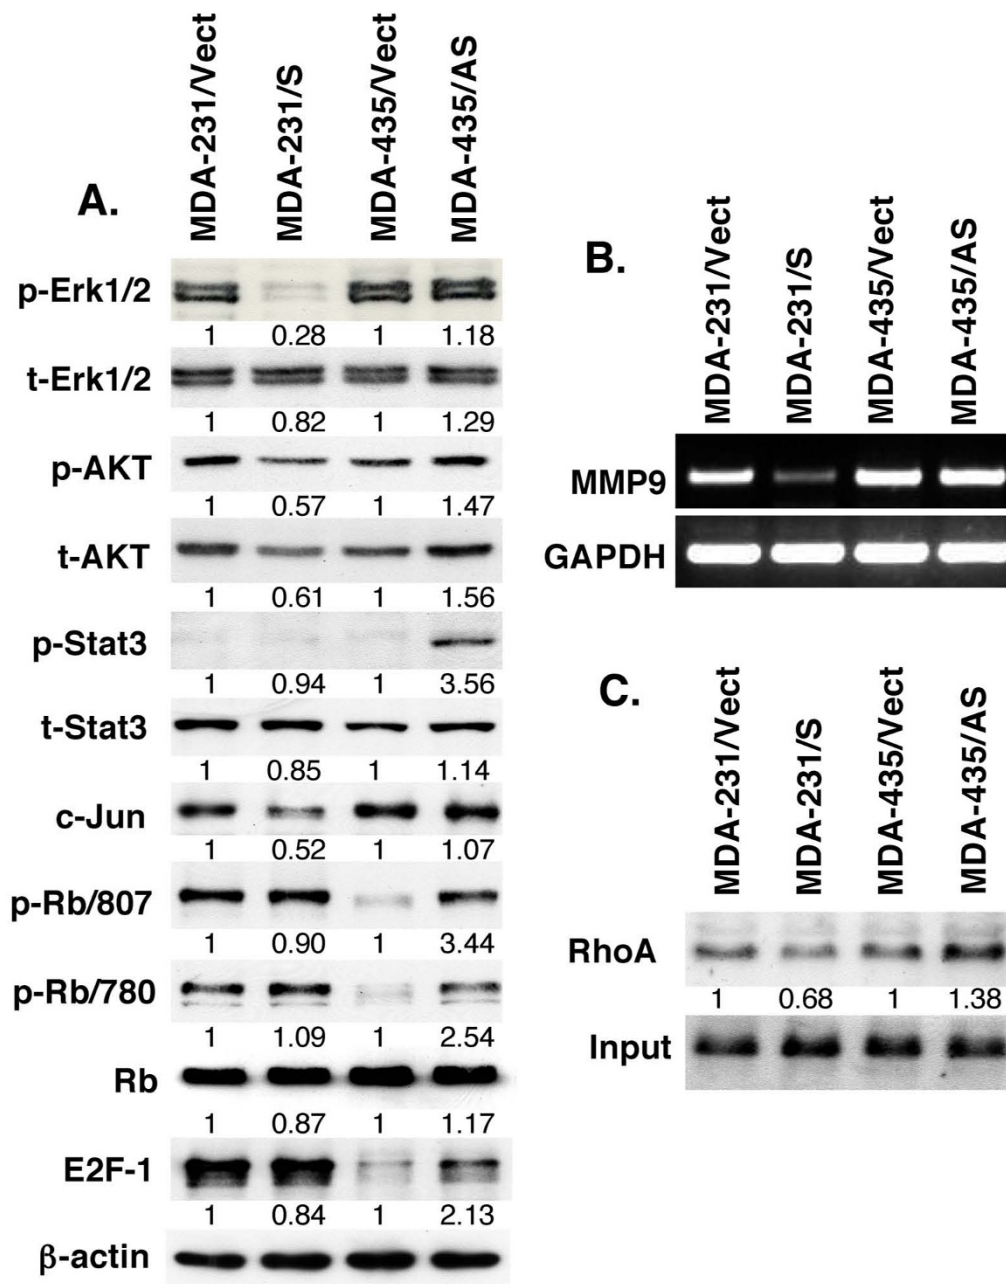 A.
MDA-231/Vect
MDA-231/S
MDA-435/Vect
MDA-435/AS
p-Erk1/2
1 0.28 1 1.18
t-Erk1/2
1 0.82 1 1.29
p-AKT
1 0.57 1 1.47
t-AKT
1 0.61 1 1.56
p-Stat3
1 0.94 1 3.56
t-Stat3
1 0.85 1 1.14
c-Jun
1 0.52 1 1.07
p-Rb/807
1 0.90 1 3.44
p-Rb/780
1 1.09 1 2.54
Rb
1 0.87 1 1.17
E2F-1
1 0.84 1 2.13
β-actin
B.
MDA-231/Vect
MDA-231/S
MDA-435/Vect
MDA-435/AS
MMP9
GAPDH
C.
MDA-231/Vect
MDA-231/S
MDA-435/Vect
MDA-435/AS
RhoA
1 0.68 1 1.38
Input